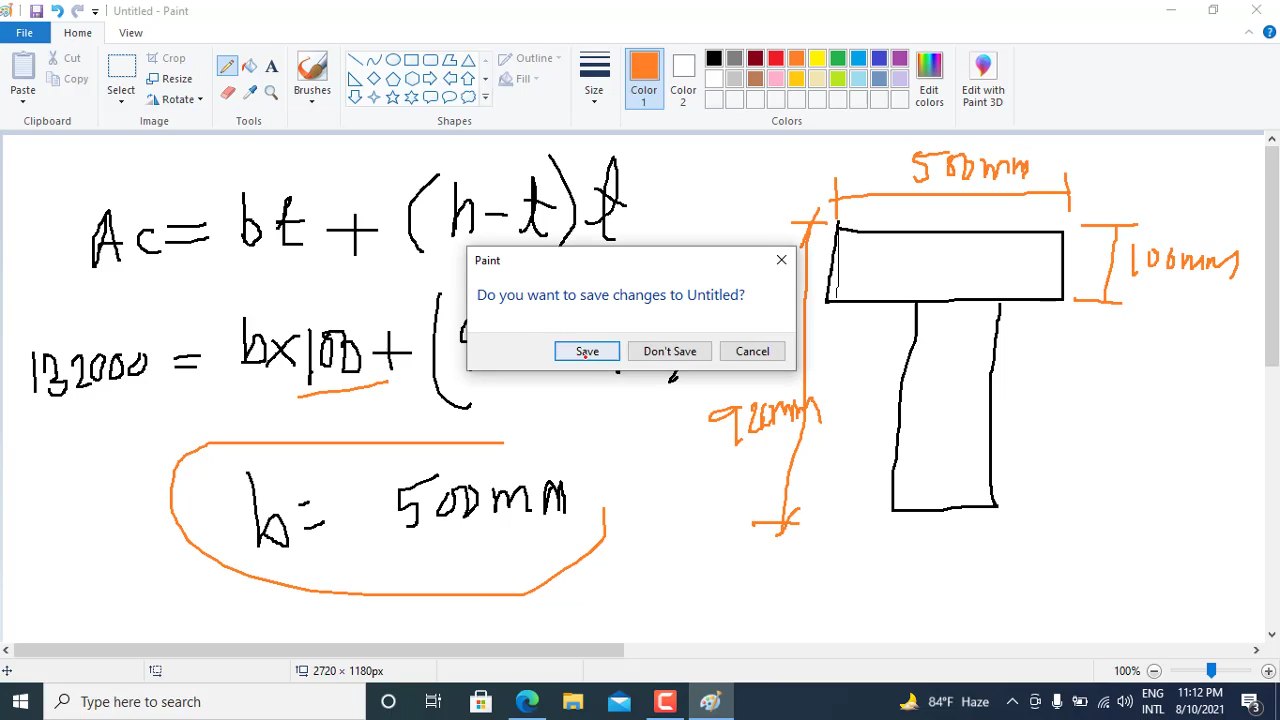 Untitled - Paint
File Home View
Paste
Cut
Copy
Clipboard
Select
Crop
Resize
Rotate
Image
Tools
Brushes
Shapes
Outline
Fill
Size
Color 1
Color 2
Colors
Edit colors
Edit with Paint 3D
Ac = bt + (h - t) t
132000 = bx100 + (
b = 500mm
500mm
100mm
920mm
Paint
Do you want to save changes to Untitled?
Save Don't Save Cancel
2720 × 1180px
100%
Type here to search
84°F Haze
ENG
INTL
11:12 PM
8/10/2021
3